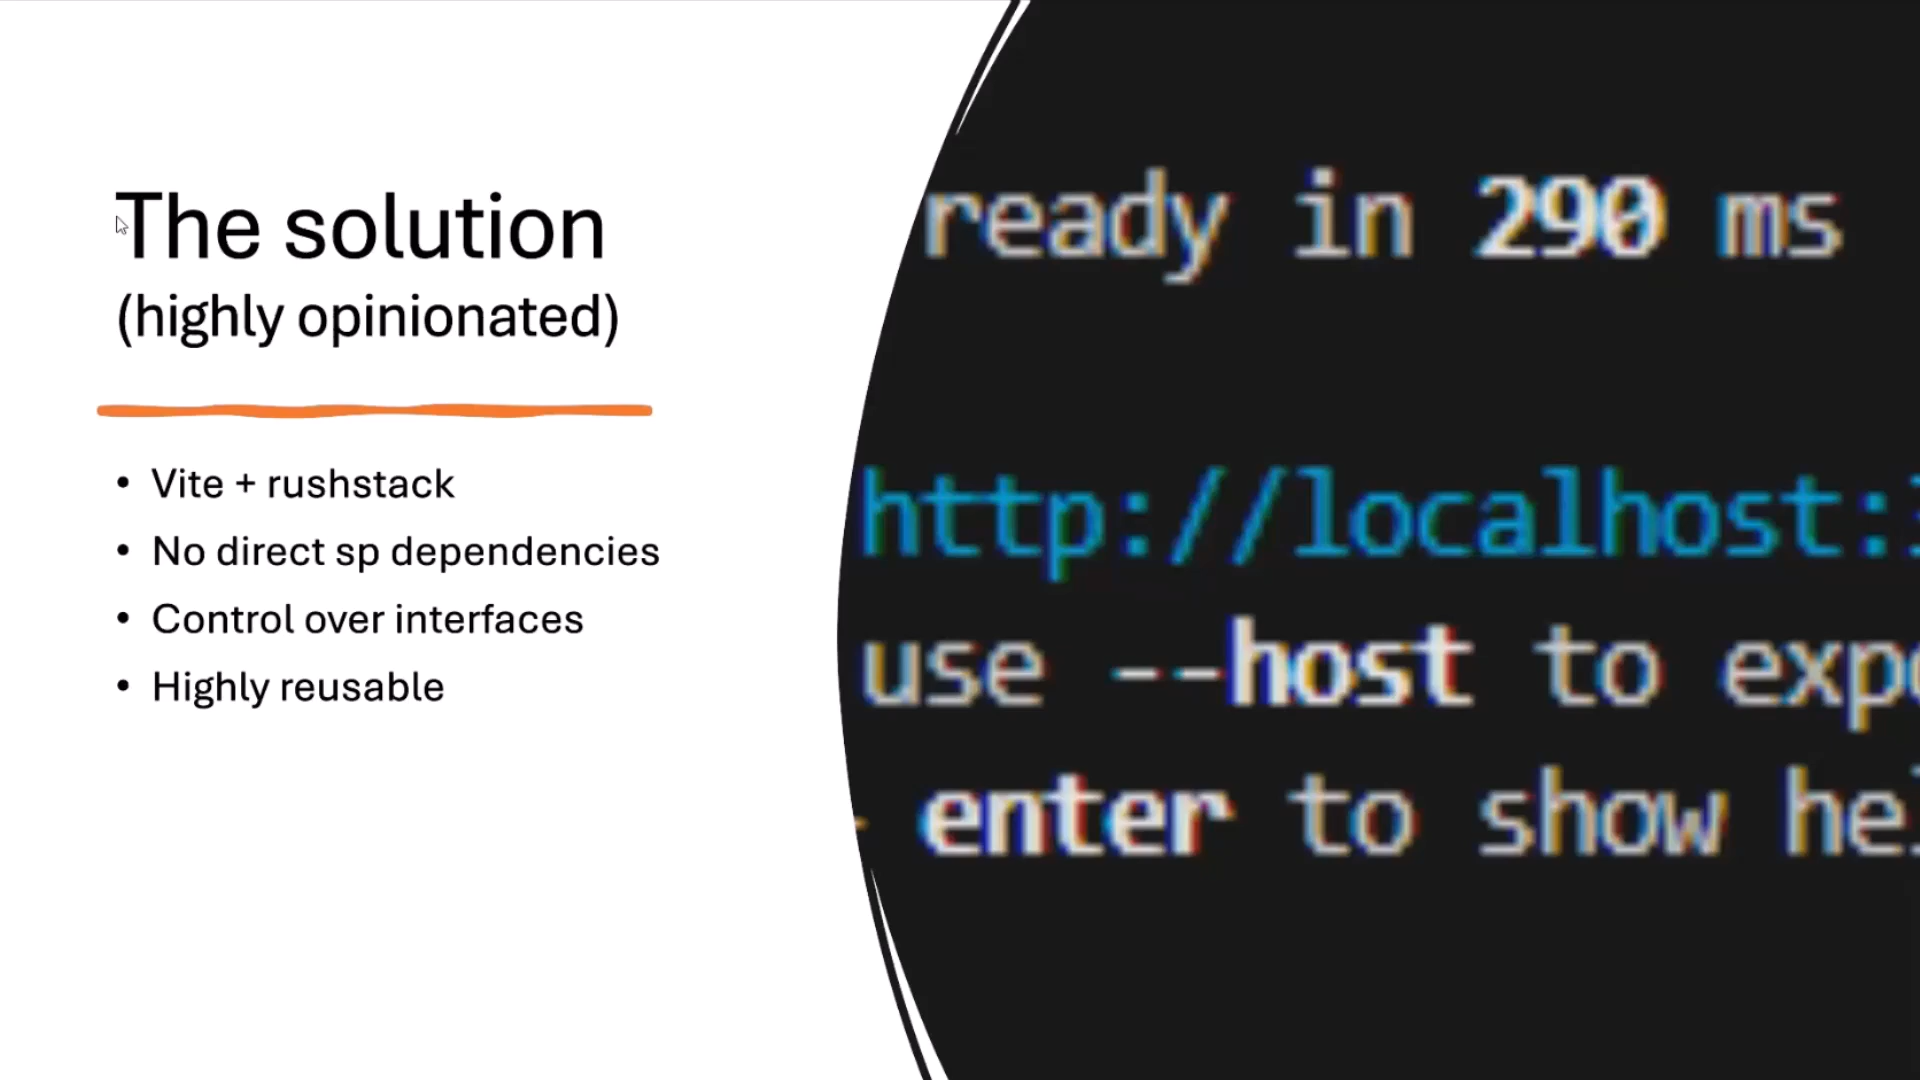 The solution
(highly opinionated)
• Vite + rushstack
• No direct sp dependencies
• Control over interfaces
• Highly reusable
ready in 290 ms
http://localhost:
use --host to
enter to show